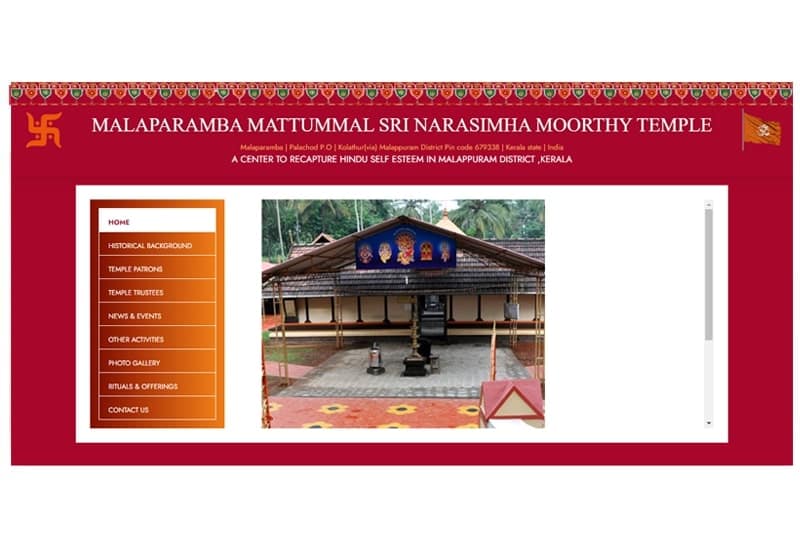 MALAPARAMBA MATTUMMAL SRI NARASIMHA MOORTHY TEMPLE
Malaparamba | Palachod P.O | Kolathur(via) Malappuram District Pin code 679338 | Kerala state | India
A CENTER TO RECAPTURE HINDU SELF ESTEEM IN MALAPPURAM DISTRICT ,KERALA
HOME
HISTORICAL BACKGROUND
TEMPLE PATRONS
TEMPLE TRUSTEES
NEWS & EVENTS
OTHER ACTIVITIES
PHOTO GALLERY
RITUALS & OFFERINGS
CONTACT US